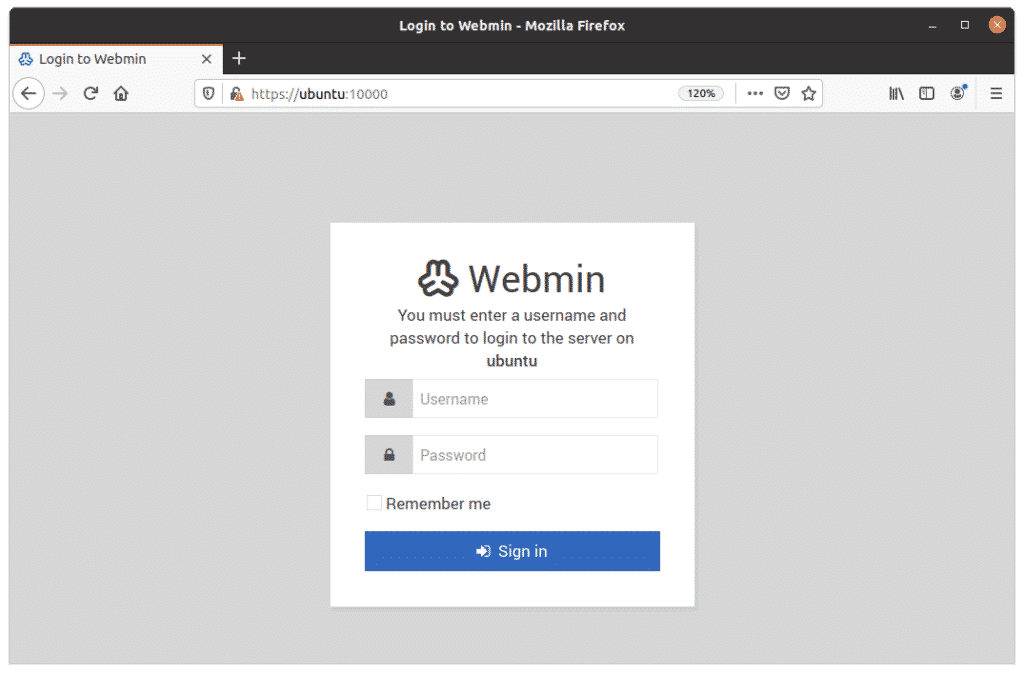 Login to Webmin - Mozilla Firefox
Login to Webmin
https://ubuntu:10000
120%
Webmin
You must enter a username and
password to login to the server on
ubuntu
Username
Password
Remember me
Sign in